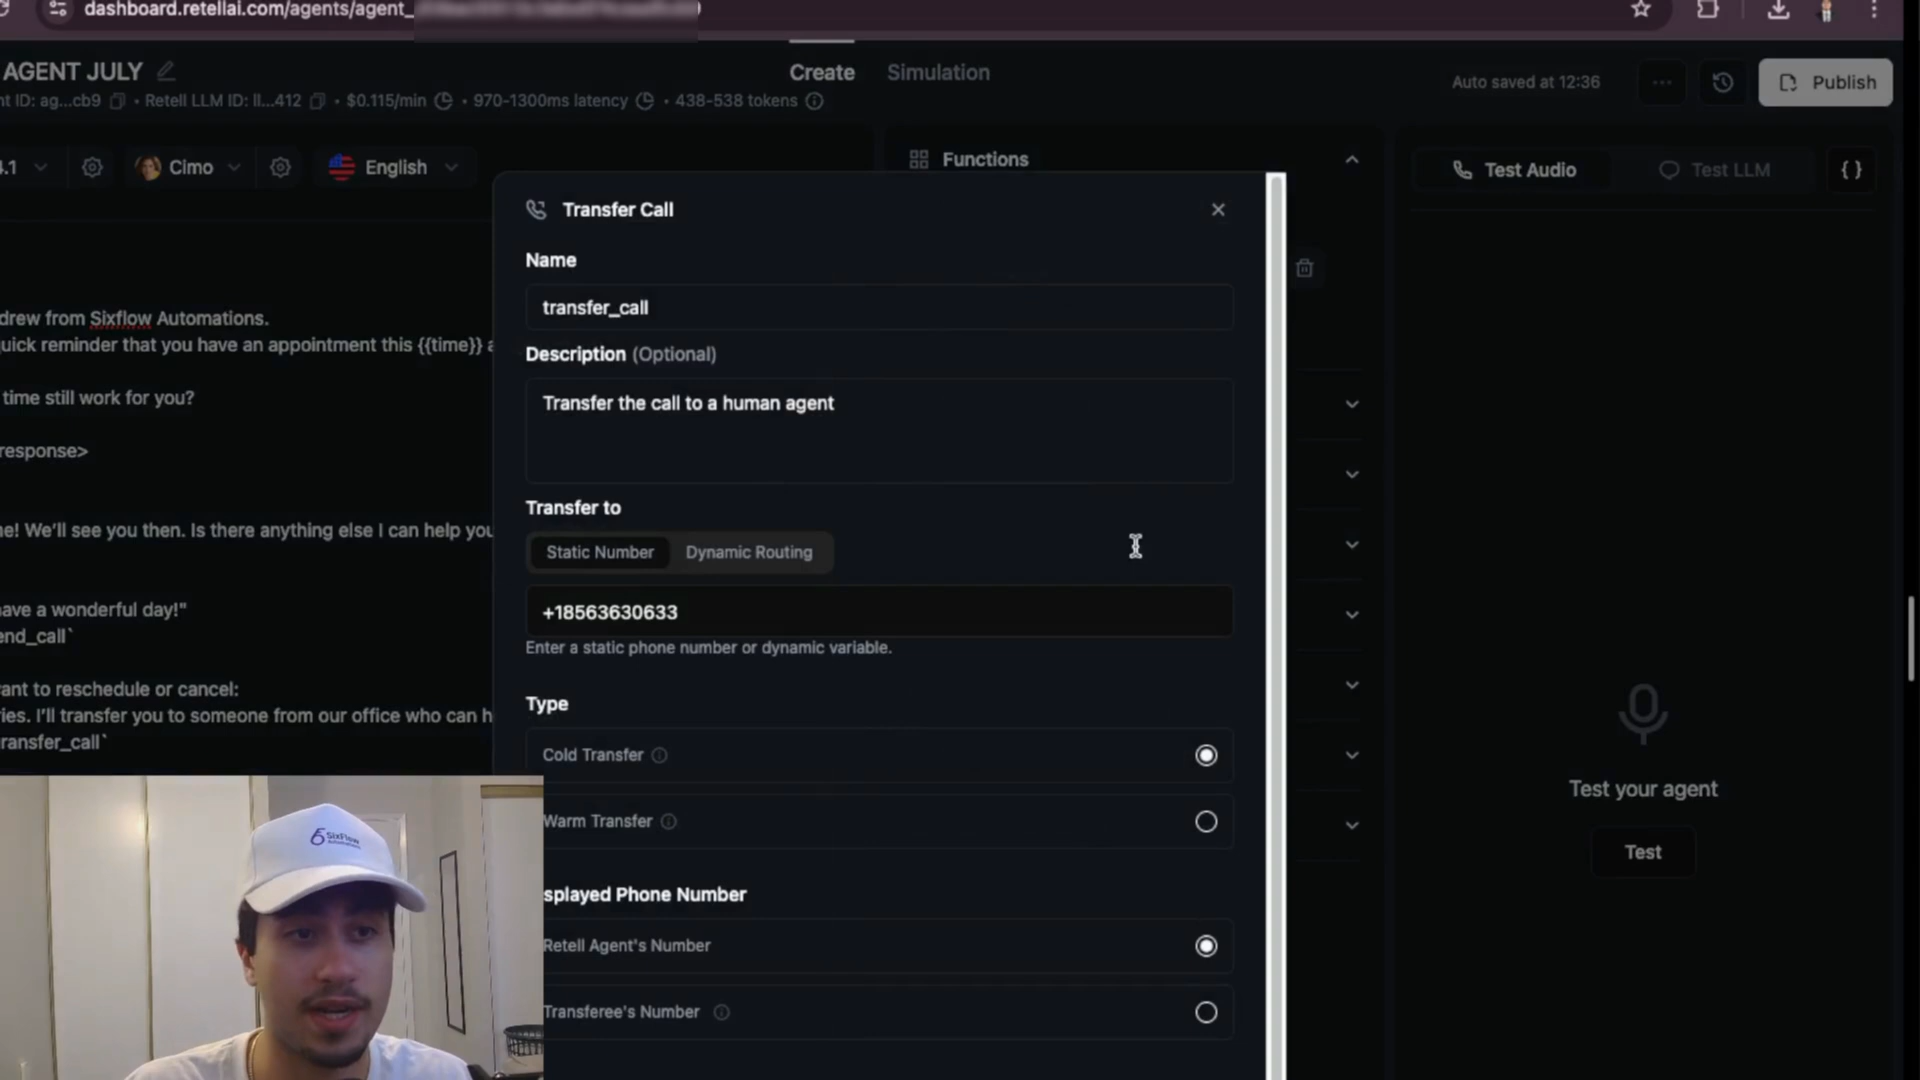 dashboard.retellai.com/agents/agent_
AGENT JULY
Create
Simulation
Auto saved at 12:36
Publish
nt ID: ag...cb9 • Retell LLM ID: ll...412 • $0.115/min • 970-1300ms latency • 438-538 tokens
4.1
Cimo
English
Functions
Test Audio
Test LLM
{ }
Transfer Call
Name
transfer_call
Description (Optional)
Transfer the call to a human agent
Transfer to
Static Number
Dynamic Routing
+18563630633
Enter a static phone number or dynamic variable.
Type
Cold Transfer
Warm Transfer
splayed Phone Number
Retell Agent's Number
Transferee's Number
drew from Sixflow Automations.
uick reminder that you have an appointment this {{time}} a
time still work for you?
response>
ne! We'll see you then. Is there anything else I can help you
ave a wonderful day!"
end_call`
ant to reschedule or cancel:
ries. I'll transfer you to someone from our office who can h
ransfer_call`
Test your agent
Test
SixFlow